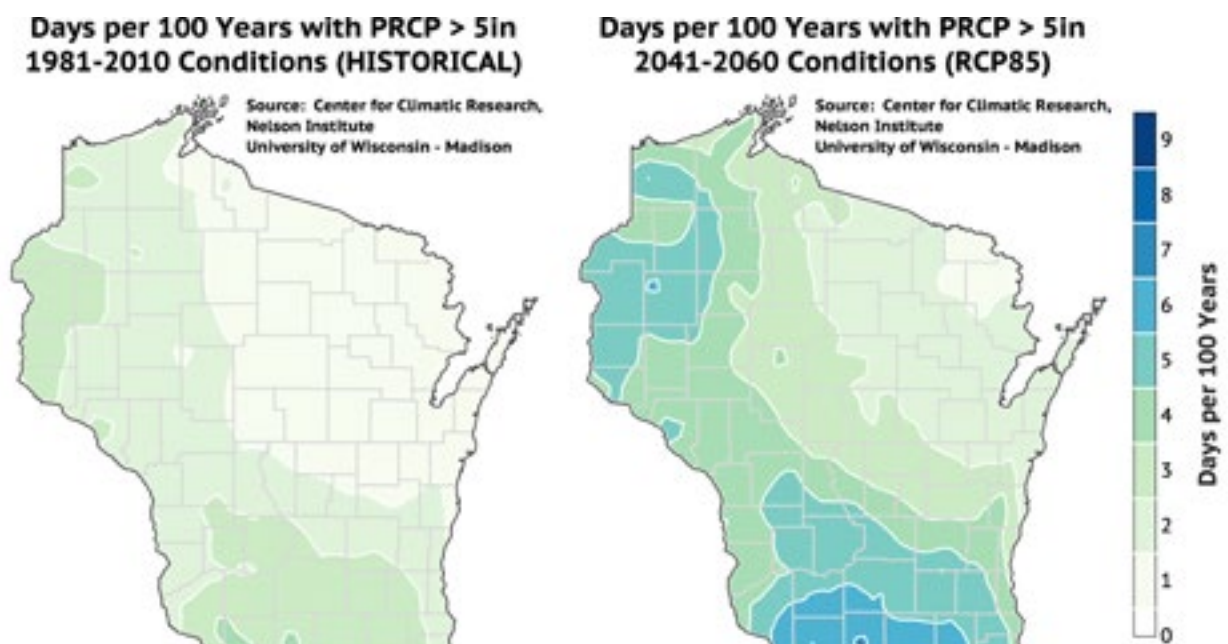 Days per 100 Years with PRCP > 5in
1981-2010 Conditions (HISTORICAL)
Source: Center for Climatic Research,
Nelson Institute
University of Wisconsin - Madison
Days per 100 Years with PRCP > 5in
2041-2060 Conditions (RCP85)
Source: Center for Climatic Research,
Nelson Institute
University of Wisconsin - Madison
9
8
7
6
5
4
3
2
1
0
Days per 100 Years